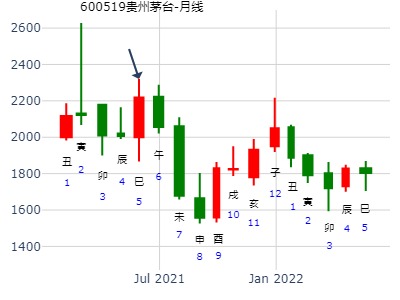 600519贵州茅台-月线
2600
2400
2200
2000
1800
1600
1400
丑 1
寅 2
卯 3
辰 4
巳 5
午 6
未 7
申 8
酉 9
戌 10
亥 11
子 12
丑 1
寅 2
卯 3
辰 4
巳 5
Jul 2021
Jan 2022